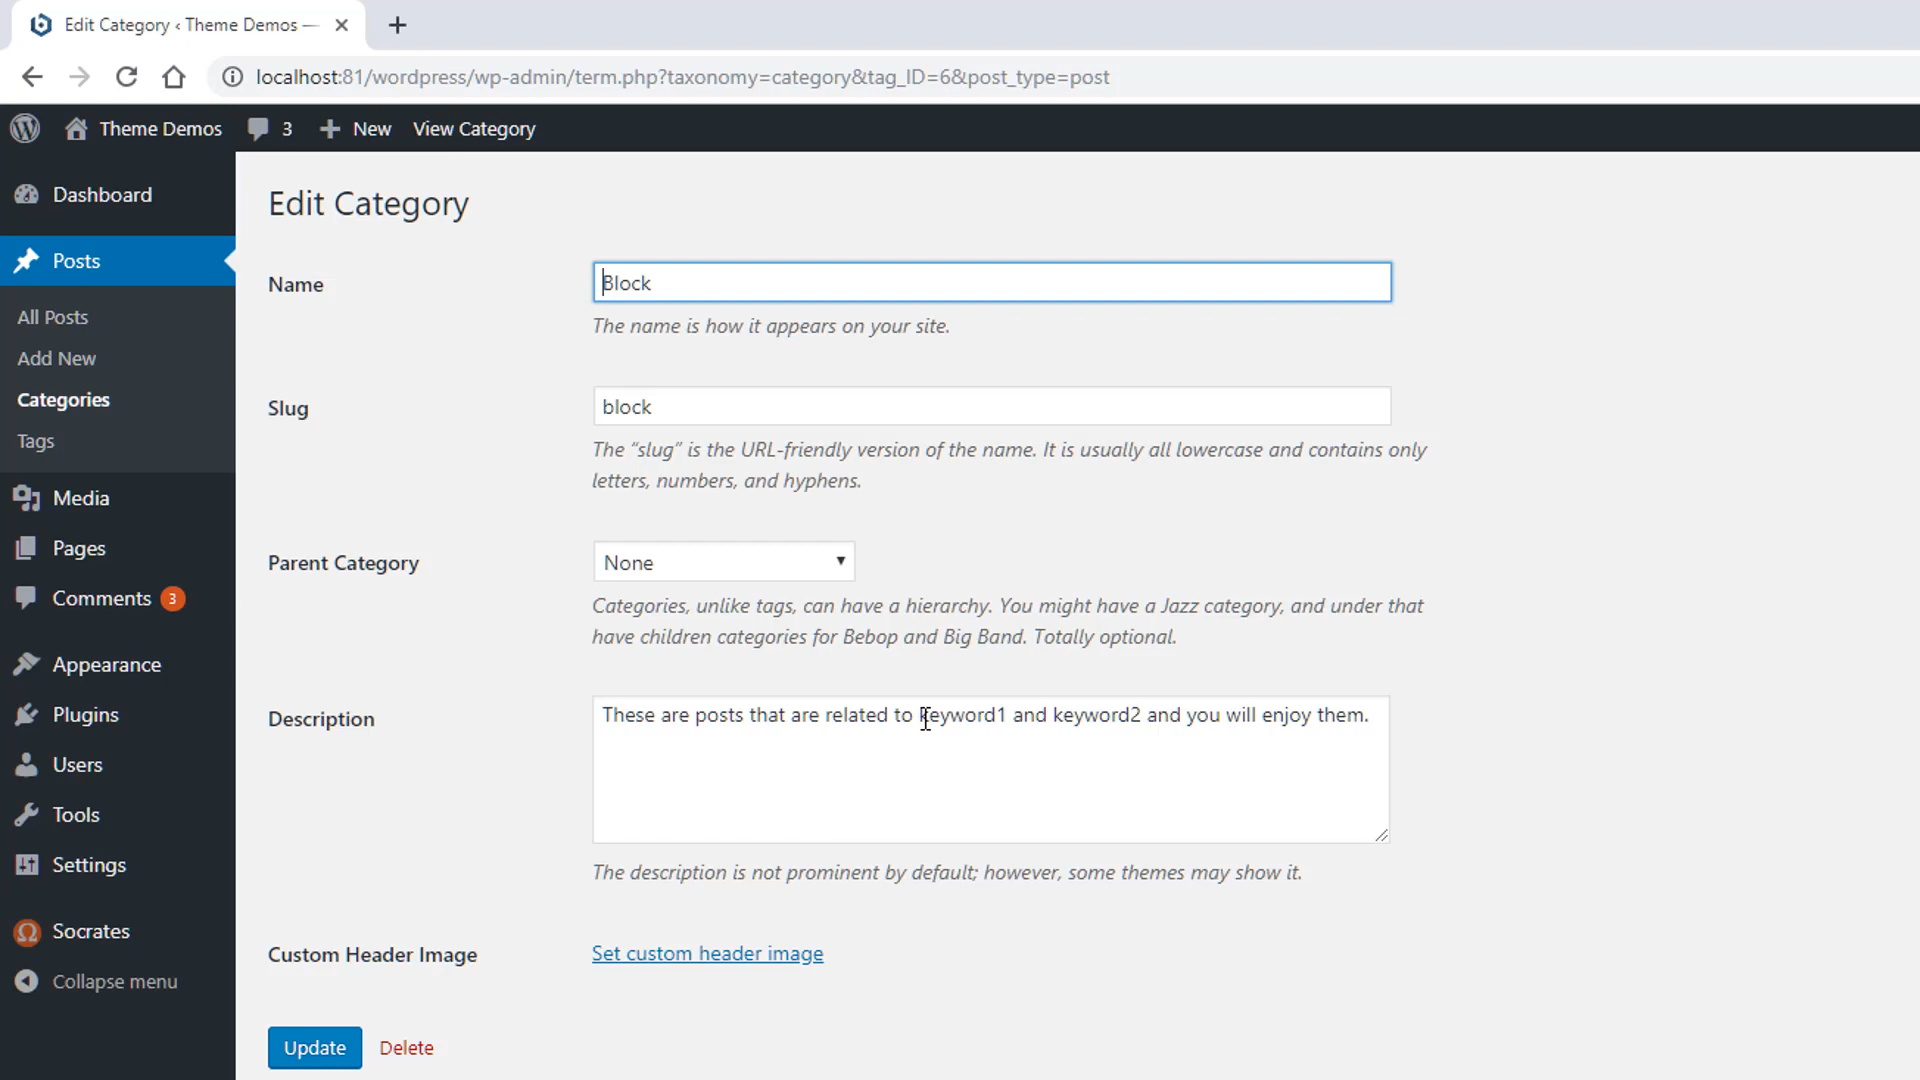 Edit Category ‹ Theme Demos —
localhost:81/wordpress/wp-admin/term.php?taxonomy=category&tag_ID=6&post_type=post
Theme Demos
3
New
View Category
Dashboard
Posts
All Posts
Add New
Categories
Tags
Media
Pages
Comments 3
Appearance
Plugins
Users
Tools
Settings
Socrates
Collapse menu
Edit Category
Name
Block
The name is how it appears on your site.
Slug
block
The “slug” is the URL-friendly version of the name. It is usually all lowercase and contains only
letters, numbers, and hyphens.
Parent Category
None
Categories, unlike tags, can have a hierarchy. You might have a Jazz category, and under that
have children categories for Bebop and Big Band. Totally optional.
Description
These are posts that are related to keyword1 and keyword2 and you will enjoy them.
The description is not prominent by default; however, some themes may show it.
Custom Header Image
Set custom header image
Update
Delete